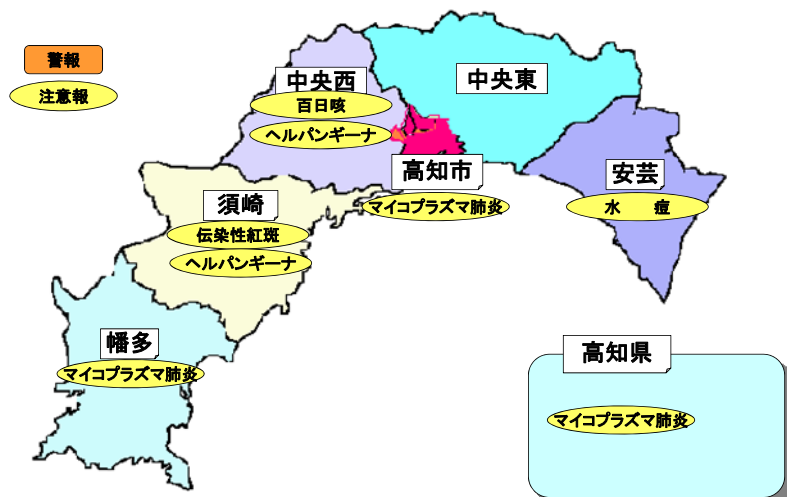 警報
注意報
中央西
百日咳
ヘルパンギーナ
中央東
高知市
マイコプラズマ肺炎
安芸
水　痘
須崎
伝染性紅斑
ヘルパンギーナ
幡多
マイコプラズマ肺炎
高知県
マイコプラズマ肺炎